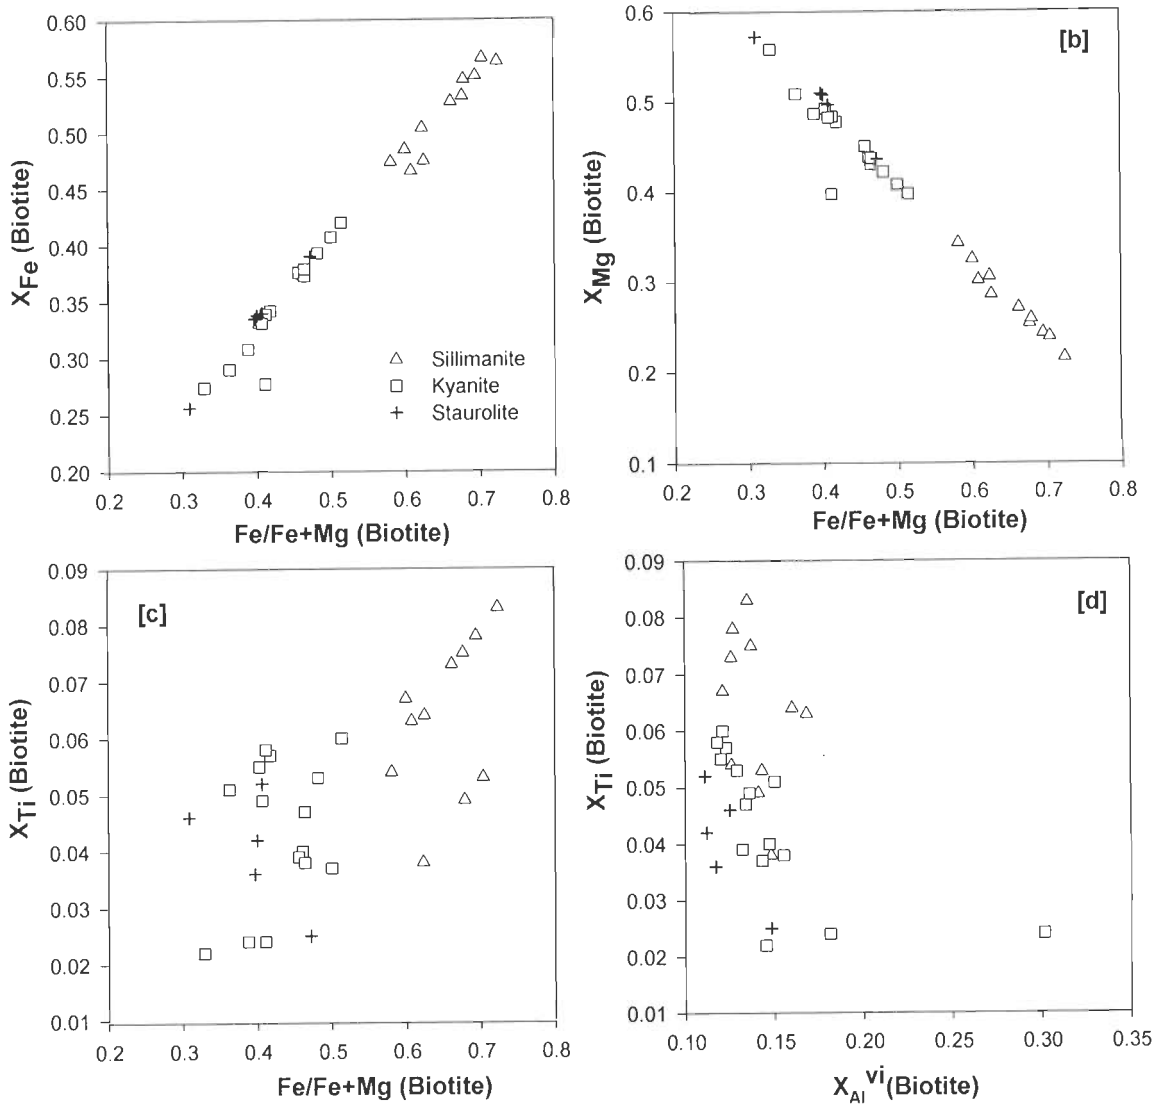 0.60
0.55
0.50
0.45
0.40
0.35
0.30
0.25
0.20
X_Fe (Biotite)
Sillimanite
Kyanite
Staurolite
0.2 0.3 0.4 0.5 0.6 0.7 0.8
Fe/Fe+Mg (Biotite)
[b]
0.6
0.5
0.4
0.3
0.2
0.1
X_Mg (Biotite)
0.2 0.3 0.4 0.5 0.6 0.7 0.8
Fe/Fe+Mg (Biotite)
[c]
0.09
0.08
0.07
0.06
0.05
0.04
0.03
0.02
0.01
X_Ti (Biotite)
0.2 0.3 0.4 0.5 0.6 0.7 0.8
Fe/Fe+Mg (Biotite)
[d]
0.09
0.08
0.07
0.06
0.05
0.04
0.03
0.02
0.01
X_Ti (Biotite)
0.10 0.15 0.20 0.25 0.30 0.35
X_Al^vi (Biotite)